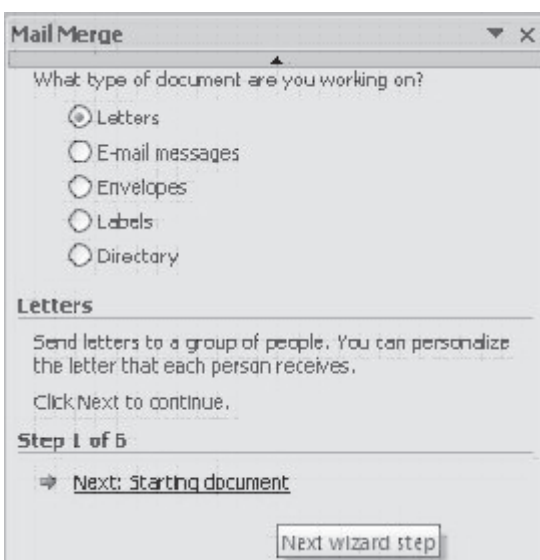 Mail Merge
What type of document are you working on?
Letters
E-mail messages
Envelopes
Labels
Directory
Letters
Send letters to a group of people. You can personalize
the letter that each person receives.
Click Next to continue.
Step 1 of 6
Next: Starting document
Next wizard step